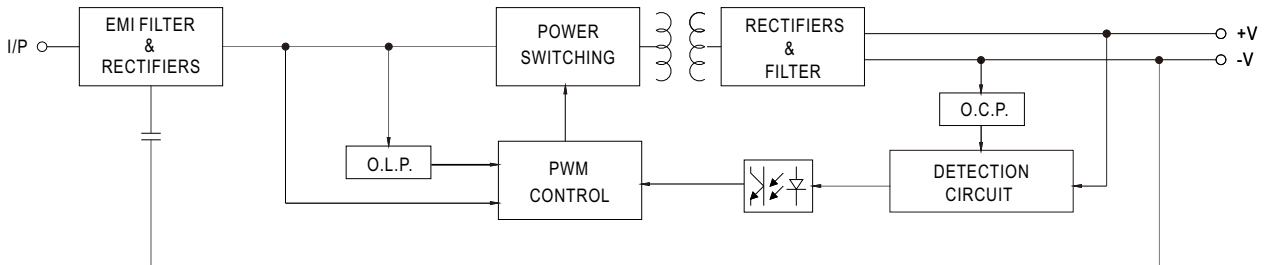 I/P
EMI FILTER
&
RECTIFIERS
POWER
SWITCHING
RECTIFIERS
&
FILTER
+V
-V
O.C.P.
O.L.P.
PWM
CONTROL
DETECTION
CIRCUIT